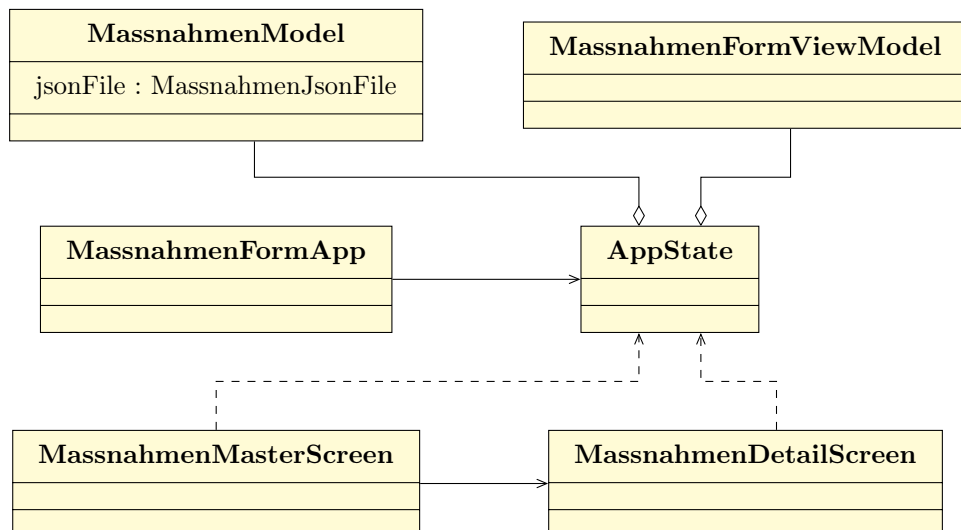 MassnahmenModel
jsonFile : MassnahmenJsonFile
MassnahmenFormViewModel
MassnahmenFormApp
AppState
MassnahmenMasterScreen
MassnahmenDetailScreen